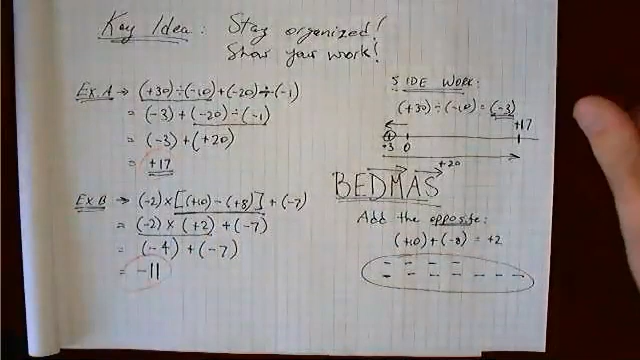 Key Idea: Stay organized!
Show your work!
Ex. A → (+30)÷(-10)+(-20)÷(-1)
= (-3)+(-20)÷(-1)
= (-3)+(+20)
= +17
SIDE WORK:
(+30)÷(-10)=(-3)
+17
+3 0
+20
BEDMAS
Ex. B → (-2)×[(+10)-(+8)]+(-7)
= (-2)×(+2)+(-7)
= (-4)+(-7)
= -11
Add the opposite:
(+10)+(-8) = +2